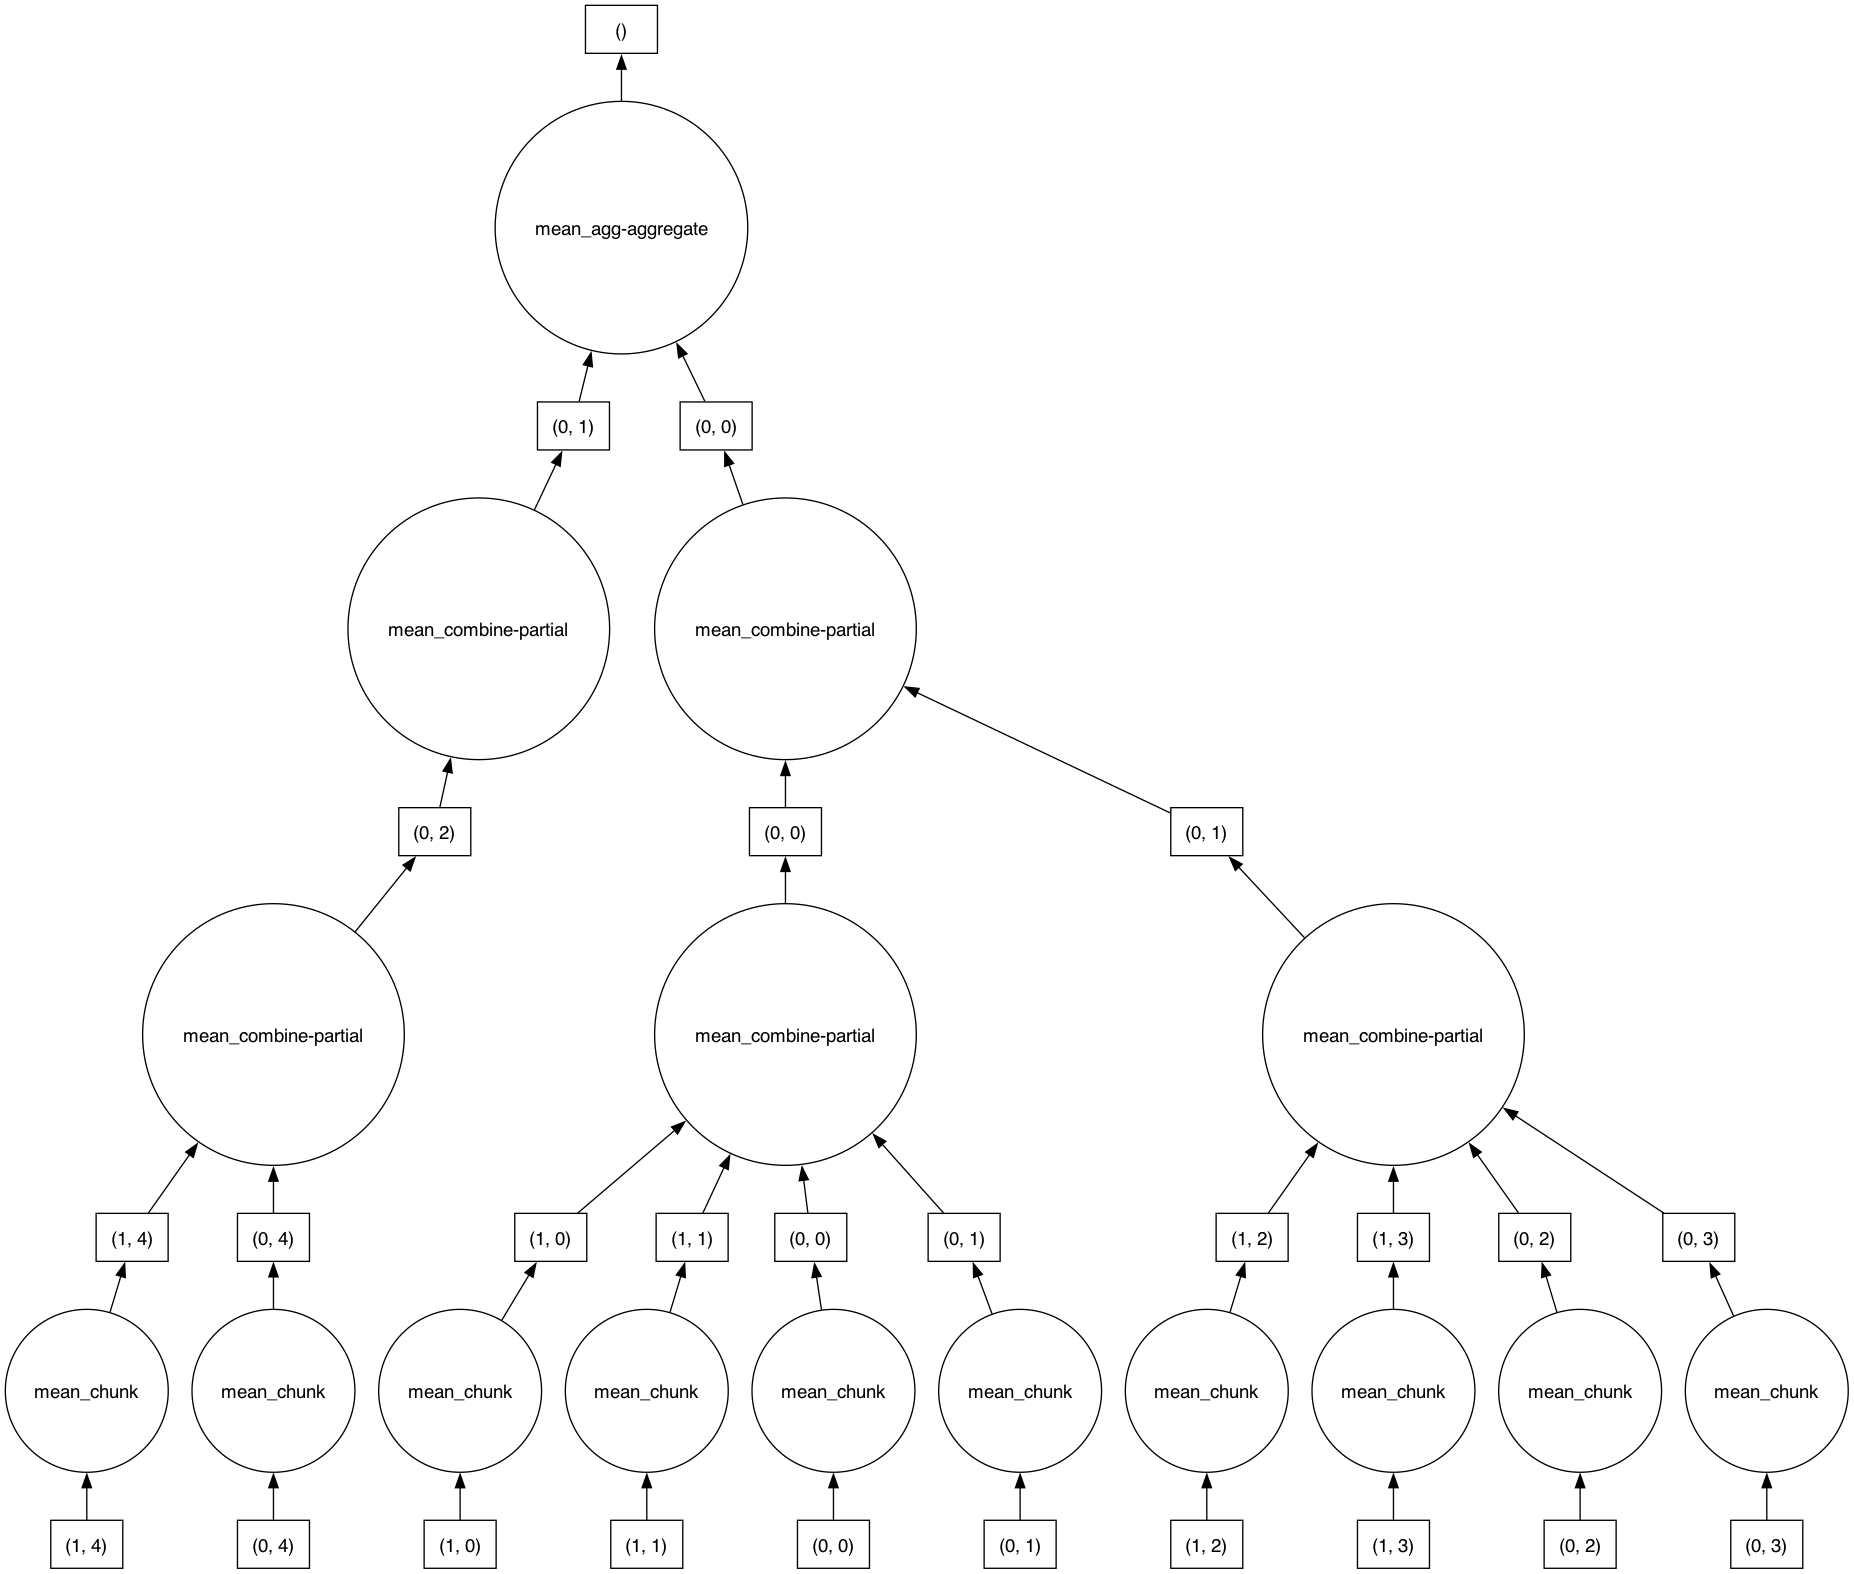 ()
mean_agg-aggregate
(0, 1)
(0, 0)
mean_combine-partial
mean_combine-partial
(0, 2)
(0, 0)
(0, 1)
mean_combine-partial
mean_combine-partial
mean_combine-partial
(1, 4)
(0, 4)
(1, 0)
(1, 1)
(0, 0)
(0, 1)
(1, 2)
(1, 3)
(0, 2)
(0, 3)
mean_chunk
mean_chunk
mean_chunk
mean_chunk
mean_chunk
mean_chunk
mean_chunk
mean_chunk
mean_chunk
mean_chunk
(1, 4)
(0, 4)
(1, 0)
(1, 1)
(0, 0)
(0, 1)
(1, 2)
(1, 3)
(0, 2)
(0, 3)